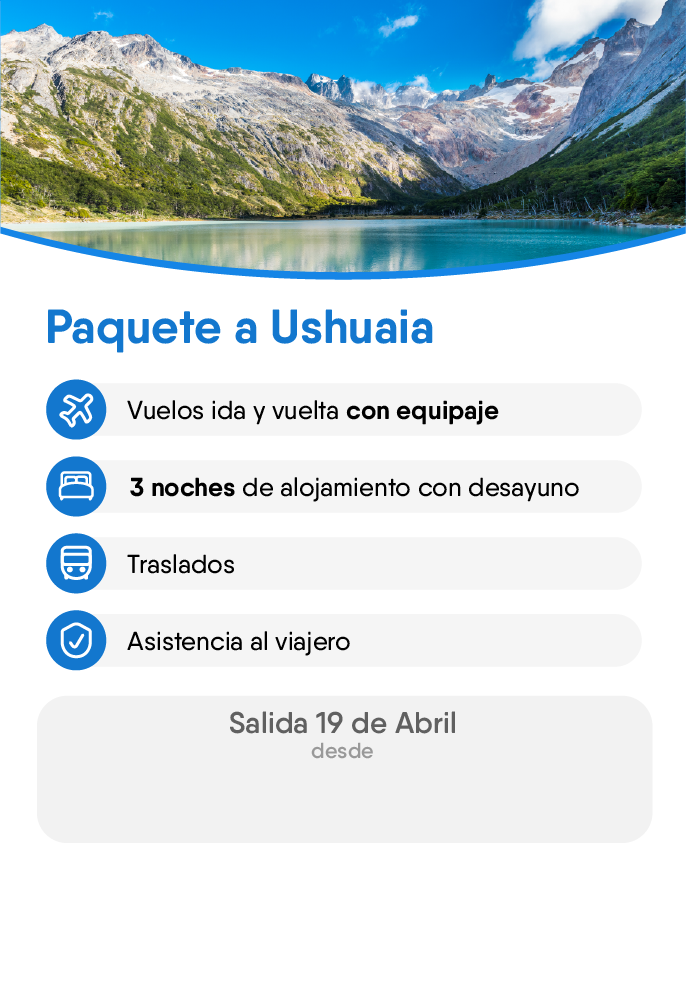 Paquete a Ushuaia
Vuelos ida y vuelta con equipaje
3 noches de alojamiento con desayuno
Traslados
Asistencia al viajero
Salida 19 de Abril
desde